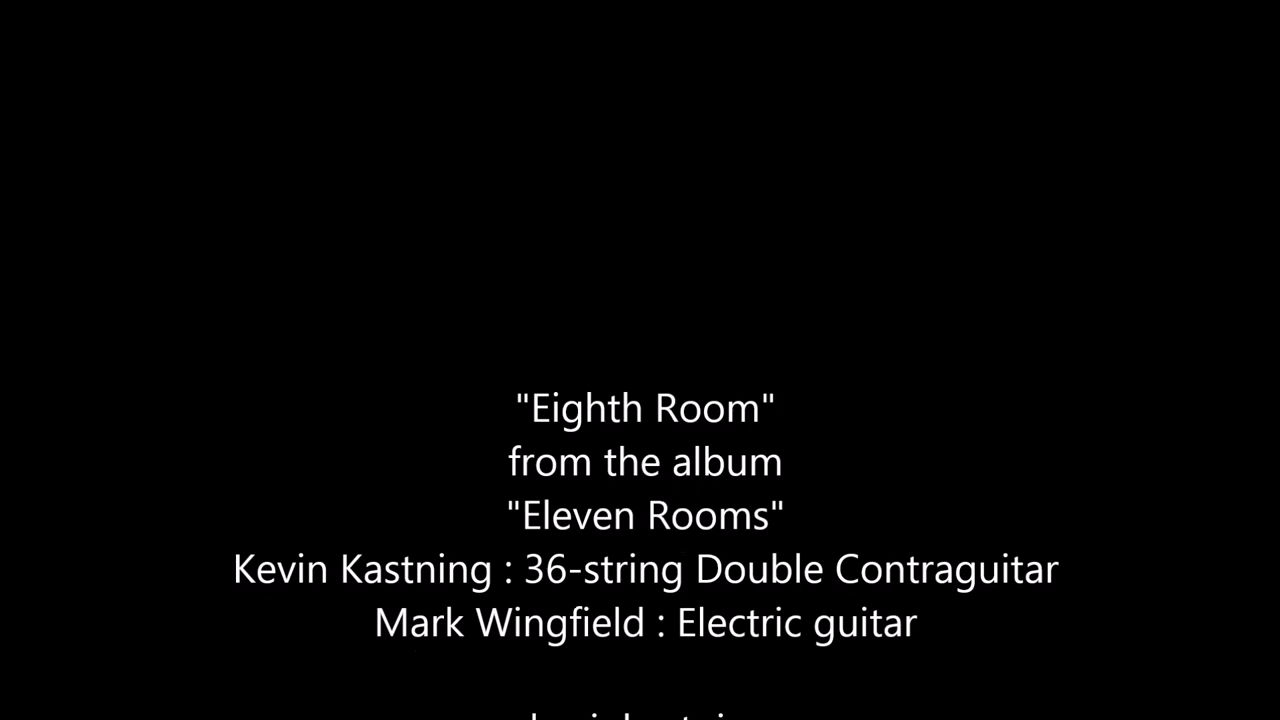 "Eighth Room"
from the album
"Eleven Rooms"
Kevin Kastning : 36-string Double Contraguitar
Mark Wingfield : Electric guitar